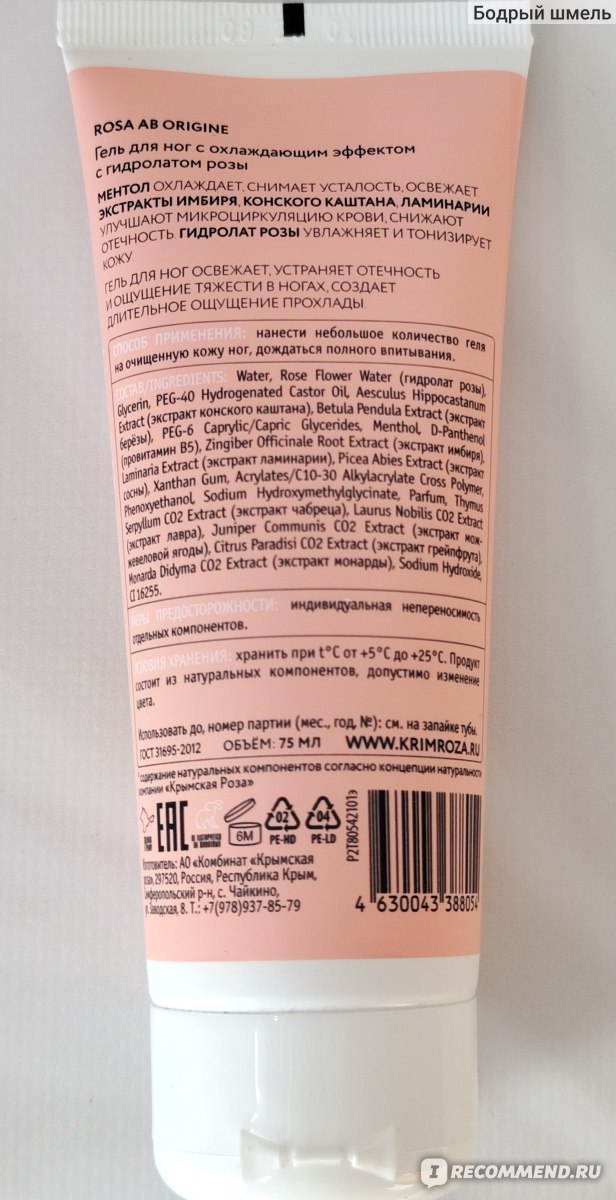 Бодрый шмель
ROSA AB ORIGINE
Гель для ног с охлаждающим эффектом
с гидролатом розы
МЕНТОЛ ОХЛАЖДАЕТ, СНИМАЕТ УСТАЛОСТЬ, ОСВЕЖАЕТ
ЭКСТРАКТЫ ИМБИРЯ, КОНСКОГО КАШТАНА, ЛАМИНАРИИ
УЛУЧШАЮТ МИКРОЦИРКУЛЯЦИЮ КРОВИ, СНИЖАЮТ
ОТЕЧНОСТЬ. ГИДРОЛАТ РОЗЫ УВЛАЖНЯЕТ И ТОНИЗИРУЕТ
КОЖУ
ГЕЛЬ ДЛЯ НОГ ОСВЕЖАЕТ, УСТРАНЯЕТ ОТЕЧНОСТЬ
И ОЩУЩЕНИЕ ТЯЖЕСТИ В НОГАХ, СОЗДАЕТ
ДЛИТЕЛЬНОЕ ОЩУЩЕНИЕ ПРОХЛАДЫ
СПОСОБ ПРИМЕНЕНИЯ: нанести небольшое количество геля
на очищенную кожу ног, дождаться полного впитывания.
СОСТАВ/INGREDIENTS: Water, Rose Flower Water (гидролат розы),
Glycerin, PEG-40 Hydrogenated Castor Oil, Aesculus Hippocastanum
Extract (экстракт конского каштана), Betula Pendula Extract (экстракт
берёзы), PEG-6 Caprylic/Capric Glycerides, Menthol, D-Panthenol
(провитамин B5), Zingiber Officinale Root Extract (экстракт имбиря),
Laminaria Extract (экстракт ламинарии), Picea Abies Extract (экстракт
сосны), Xanthan Gum, Acrylates/C10-30 Alkylacrylate Cross Polymer,
Phenoxyethanol, Sodium Hydroxymethylglycinate, Parfum, Thymus
Serpyllum CO2 Extract (экстракт чабреца), Laurus Nobilis CO2 Extract
(экстракт лавра), Juniper Communis CO2 Extract (экстракт мож-
жевеловой ягоды), Citrus Paradisi CO2 Extract (экстракт грейпфрута),
Monarda Didyma CO2 Extract (экстракт монарды), Sodium Hydroxide,
CI 16255.
МЕРЫ ПРЕДОСТОРОЖНОСТИ: индивидуальная непереносимость
отдельных компонентов.
УСЛОВИЯ ХРАНЕНИЯ: хранить при t°C от +5°C до +25°C. Продукт
состоит из натуральных компонентов, допустимо изменение
цвета.
Использовать до, номер партии (мес., год, №): см. на запайке тубы.
ГОСТ 31695-2012 ОБЪЁМ: 75 МЛ WWW.KRIMROZA.RU
*содержание натуральных компонентов согласно концепции натуральности
компании «Крымская Роза»
EAC
6M
02
PE-HD
04
PE-LD
P2T80542101э
Изготовитель: АО «Комбинат «Крымская
роза», 297520, Россия, Республика Крым,
Симферопольский р-н, с. Чайкино,
ул. Заводская, 8. Т.: +7(978)937-85-79
4 630043 388054
IRECOMMEND.RU